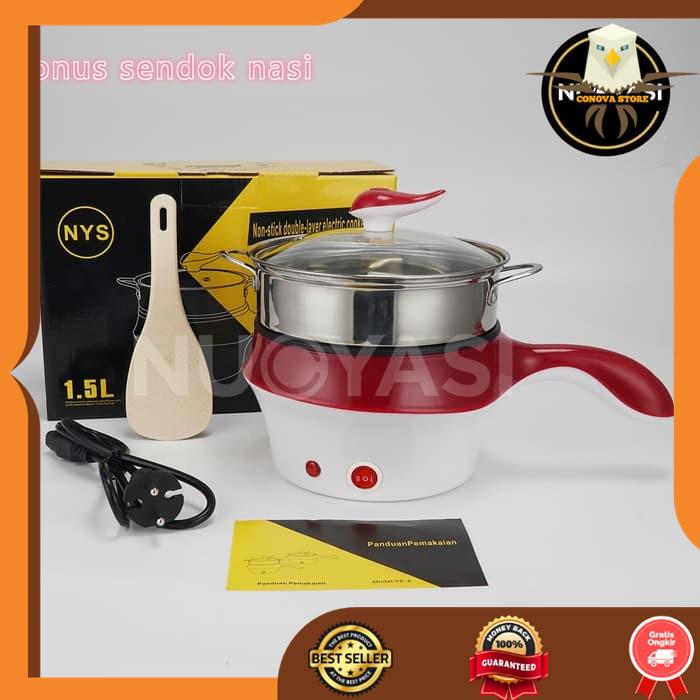 onus sendok nasi
CONOVA STORE
NYS
Non-stick double-layer electric cook
1.5L
NUOYASI
PanduanPemakaian
Panduan Pemakaian
THE BEST PRODUCT
BEST SELLER
AT THE BEST PRICE
MONEY BACK
100%
GUARANTEED
Gratis
Ongkir